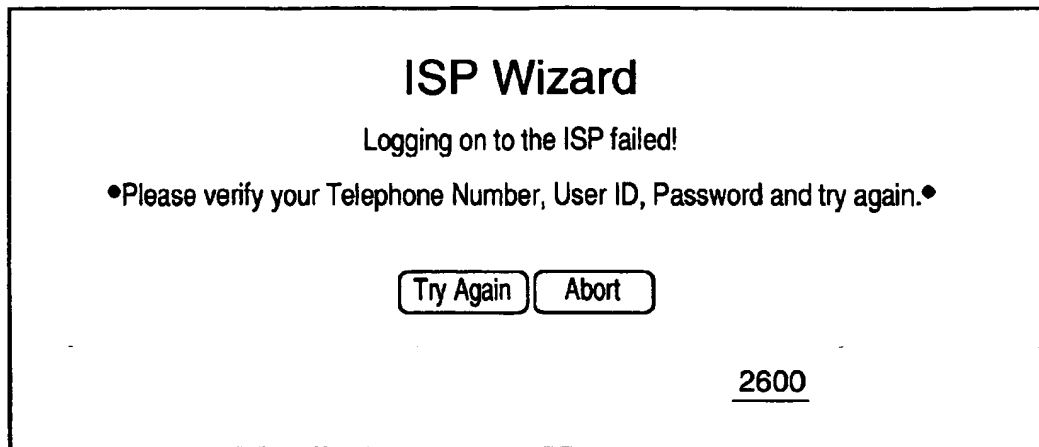 ISP Wizard
Logging on to the ISP failed!
•Please verify your Telephone Number, User ID, Password and try again.•
Try Again Abort
2600